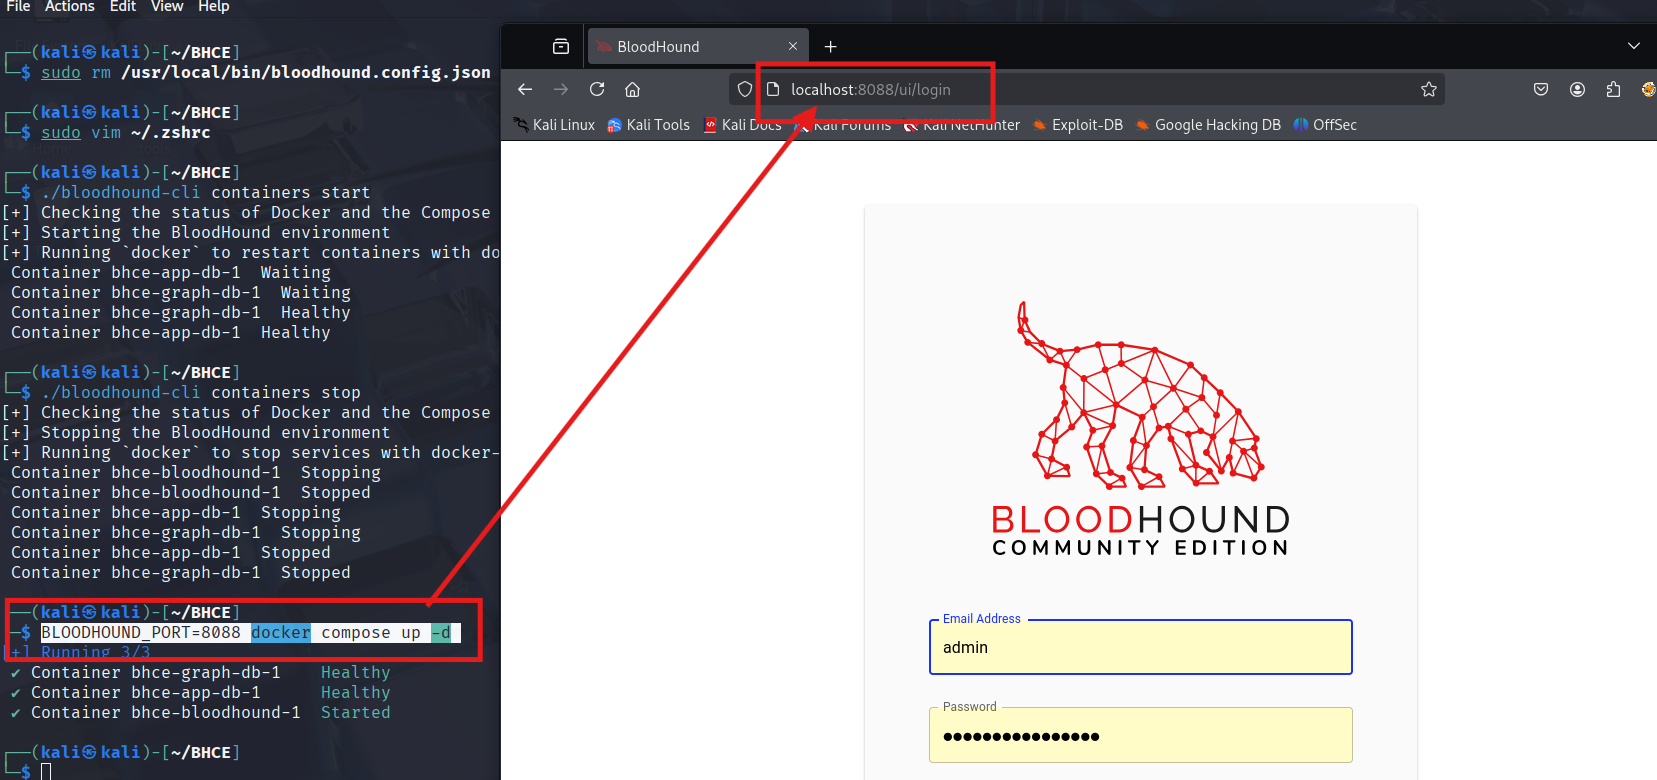 File Actions Edit View Help
┌──(kali㉿kali)-[~/BHCE]
└─$ sudo rm /usr/local/bin/bloodhound.config.json
┌──(kali㉿kali)-[~/BHCE]
└─$ sudo vim ~/.zshrc
┌──(kali㉿kali)-[~/BHCE]
└─$ ./bloodhound-cli containers start
[+] Checking the status of Docker and the Compose
[+] Starting the BloodHound environment
[+] Running `docker` to restart containers with do
Container bhce-app-db-1 Waiting
Container bhce-graph-db-1 Waiting
Container bhce-graph-db-1 Healthy
Container bhce-app-db-1 Healthy
┌──(kali㉿kali)-[~/BHCE]
└─$ ./bloodhound-cli containers stop
[+] Checking the status of Docker and the Compose
[+] Stopping the BloodHound environment
[+] Running `docker` to stop services with docker-
Container bhce-bloodhound-1 Stopping
Container bhce-bloodhound-1 Stopped
Container bhce-app-db-1 Stopping
Container bhce-graph-db-1 Stopping
Container bhce-app-db-1 Stopped
Container bhce-graph-db-1 Stopped
┌──(kali㉿kali)-[~/BHCE]
└─$ BLOODHOUND_PORT=8088 docker compose up -d
[+] Running 3/3
✔ Container bhce-graph-db-1 Healthy
✔ Container bhce-app-db-1 Healthy
✔ Container bhce-bloodhound-1 Started
┌──(kali㉿kali)-[~/BHCE]
└─$
BloodHound
localhost:8088/ui/login
Kali Linux Kali Tools Kali Docs Kali Forums Kali NetHunter Exploit-DB Google Hacking DB OffSec
BLOODHOUND
COMMUNITY EDITION
Email Address
admin
Password
●●●●●●●●●●●●●●●●